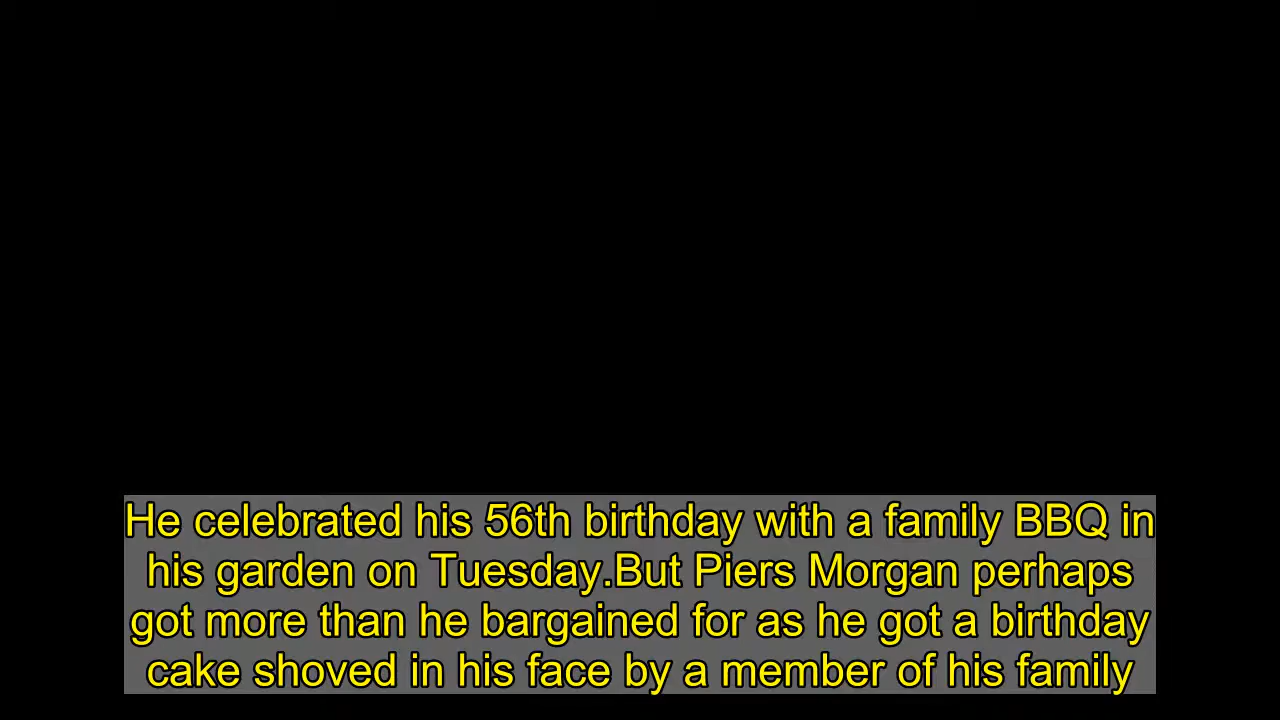 He celebrated his 56th birthday with a family BBQ in
his garden on Tuesday.But Piers Morgan perhaps
got more than he bargained for as he got a birthday
cake shoved in his face by a member of his family